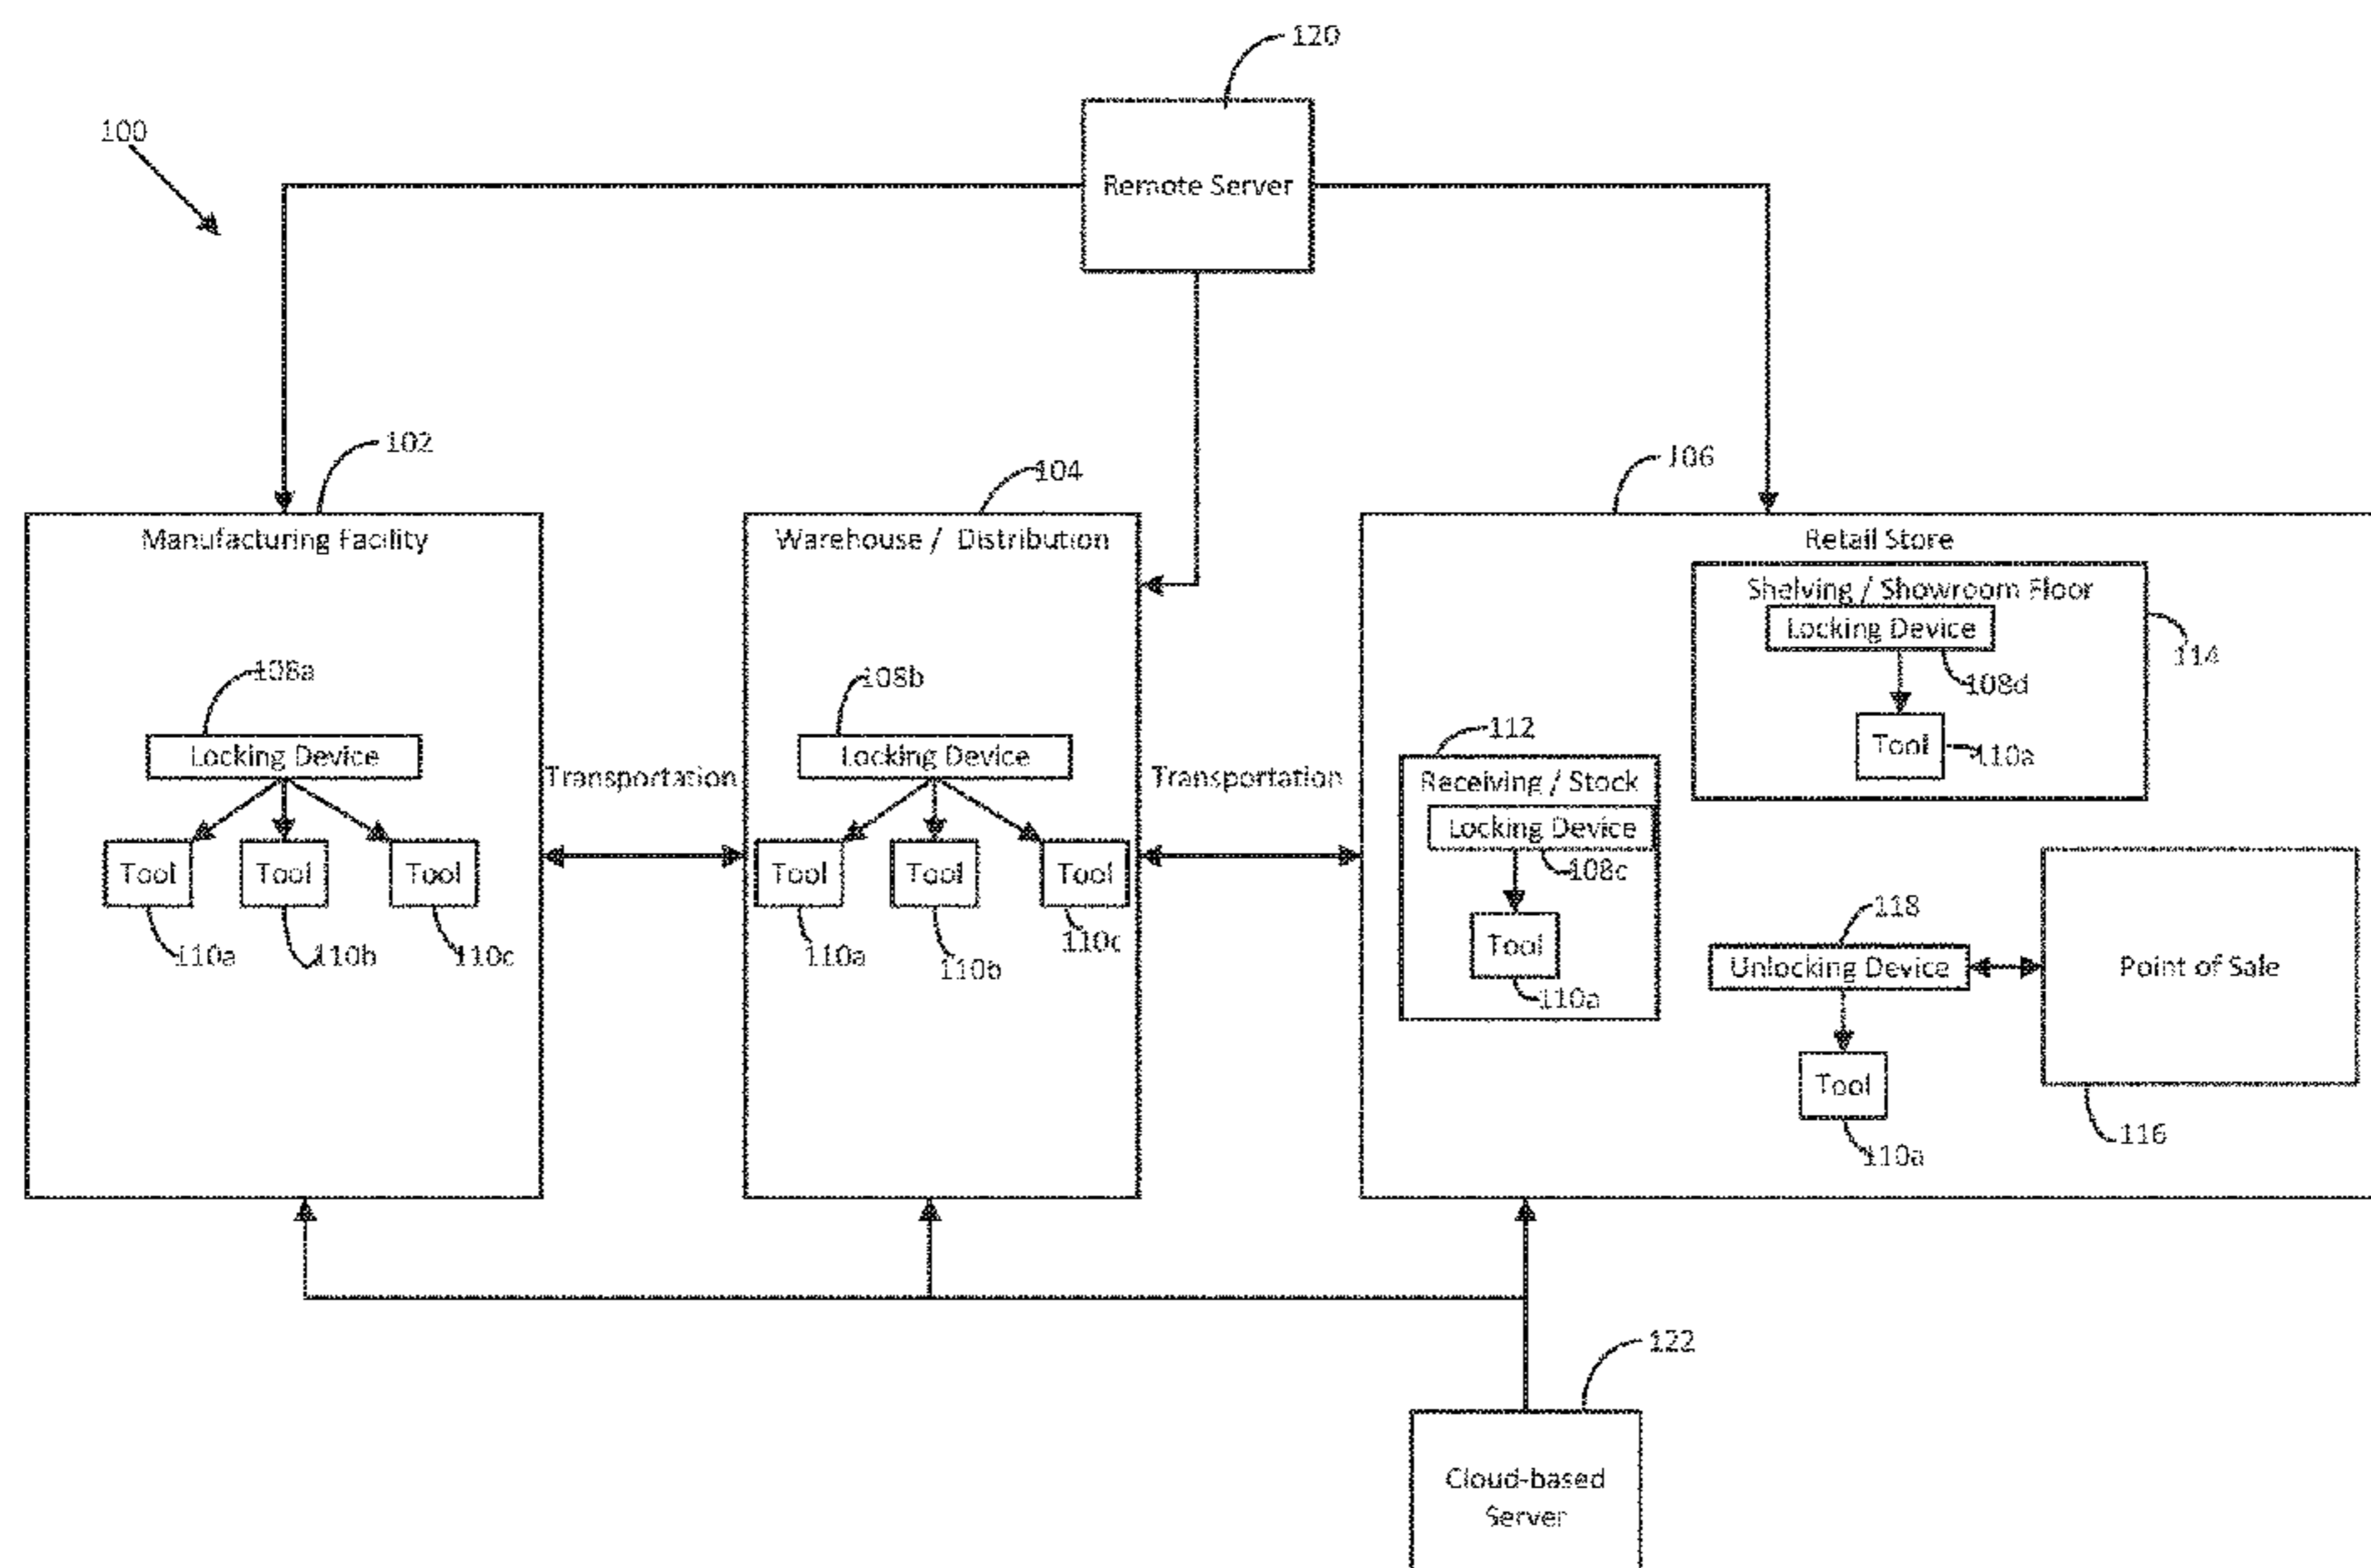 120
100
Remote Server
102
104
106
Manufacturing Facility
Warehouse / Distribution
Retail Store
Shelving / Showroom Floor
Locking Device
114
108d
Tool
110a
108a
Locking Device
Tool
Tool
Tool
110a
110b
110c
Transportation
108b
Locking Device
Tool
Tool
Tool
110a
110b
110c
Transportation
112
Receiving / Stock
Locking Device
108c
Tool
110a
118
Unlocking Device
Point of Sale
Tool
110a
116
122
Cloud-based
Server